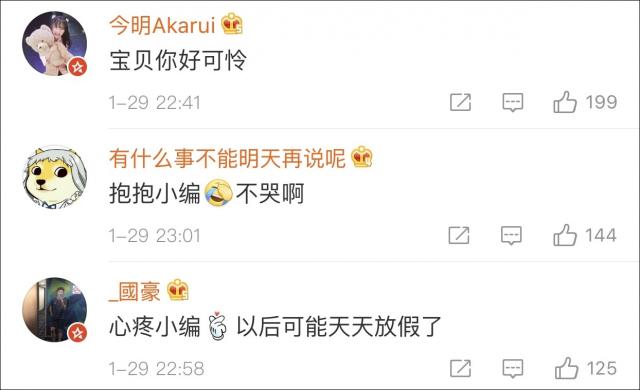 今明Akarui
宝贝你好可怜
1-29 22:41
199
有什么事不能明天再说呢
抱抱小编🤣不哭啊
1-29 23:01
144
_國豪
心疼小编 以后可能天天放假了
1-29 22:58
125